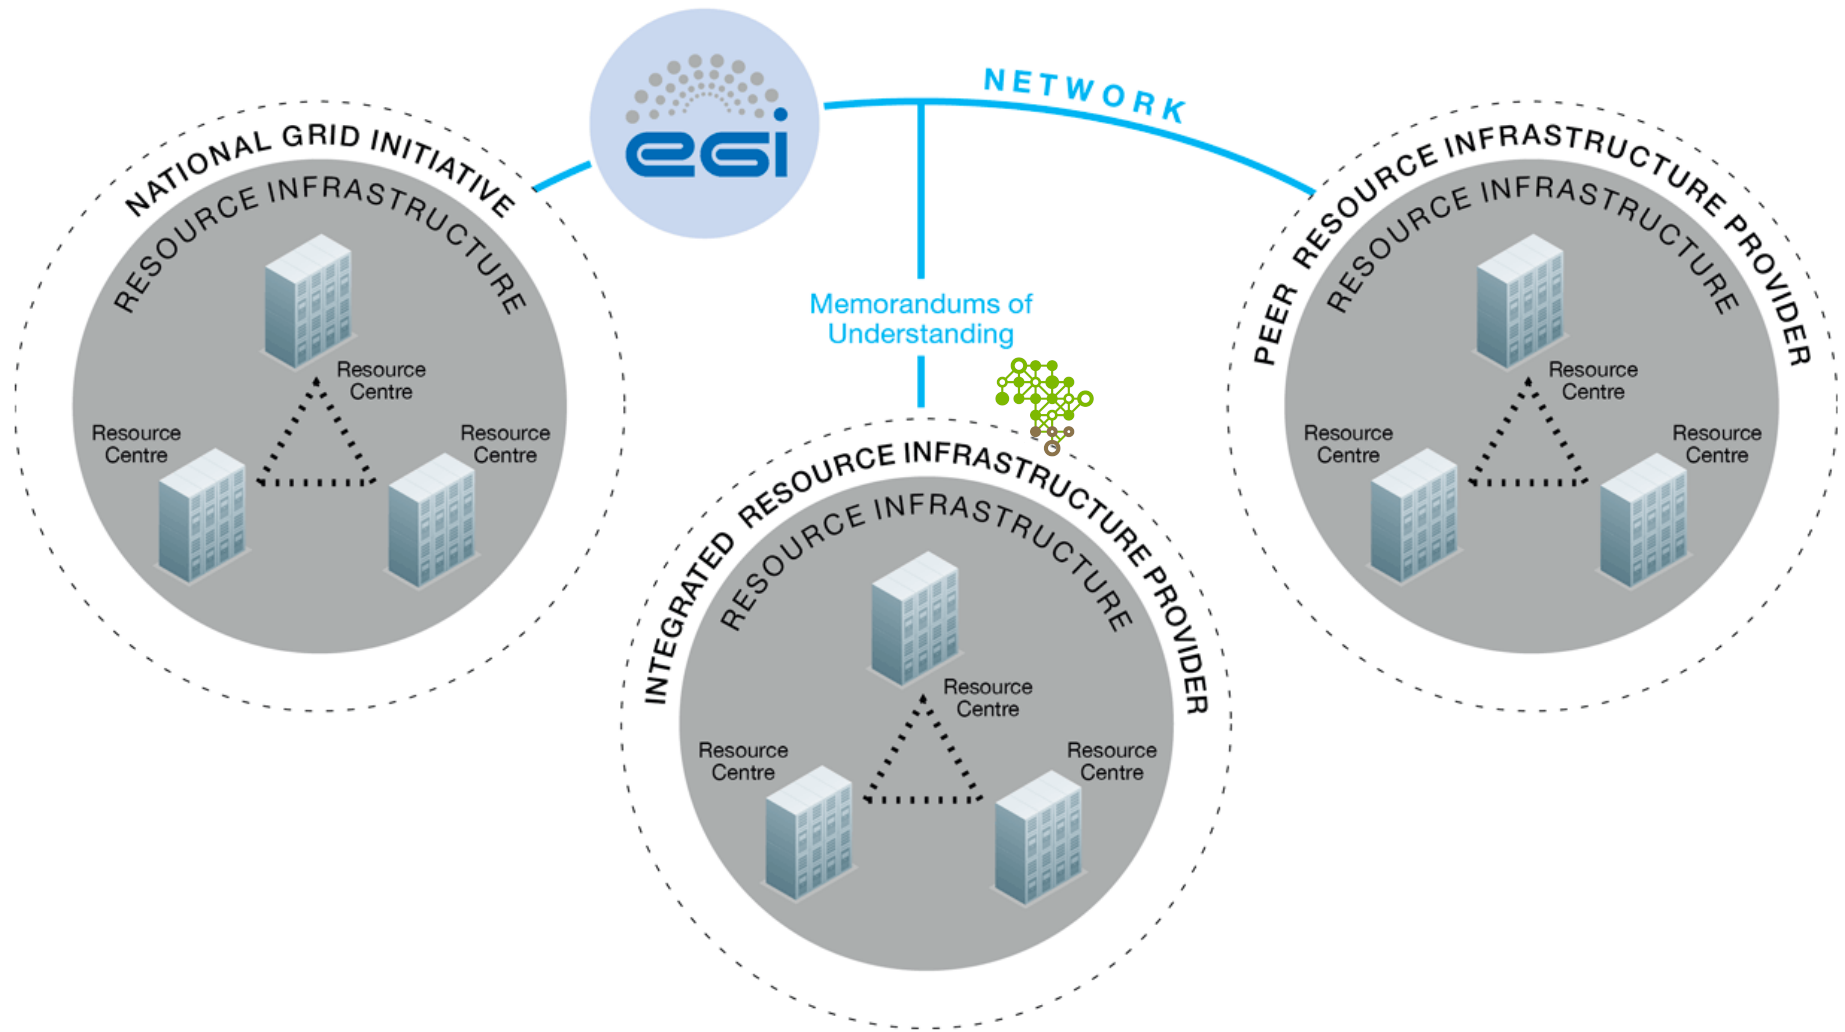 egi
NETWORK
NATIONAL GRID INITIATIVE
RESOURCE INFRASTRUCTURE
Resource
Centre
Resource
Centre
Resource
Centre
Memorandums of
Understanding
INTEGRATED RESOURCE INFRASTRUCTURE PROVIDER
RESOURCE INFRASTRUCTURE
Resource
Centre
Resource
Centre
Resource
Centre
PEER RESOURCE INFRASTRUCTURE PROVIDER
RESOURCE INFRASTRUCTURE
Resource
Centre
Resource
Centre
Resource
Centre